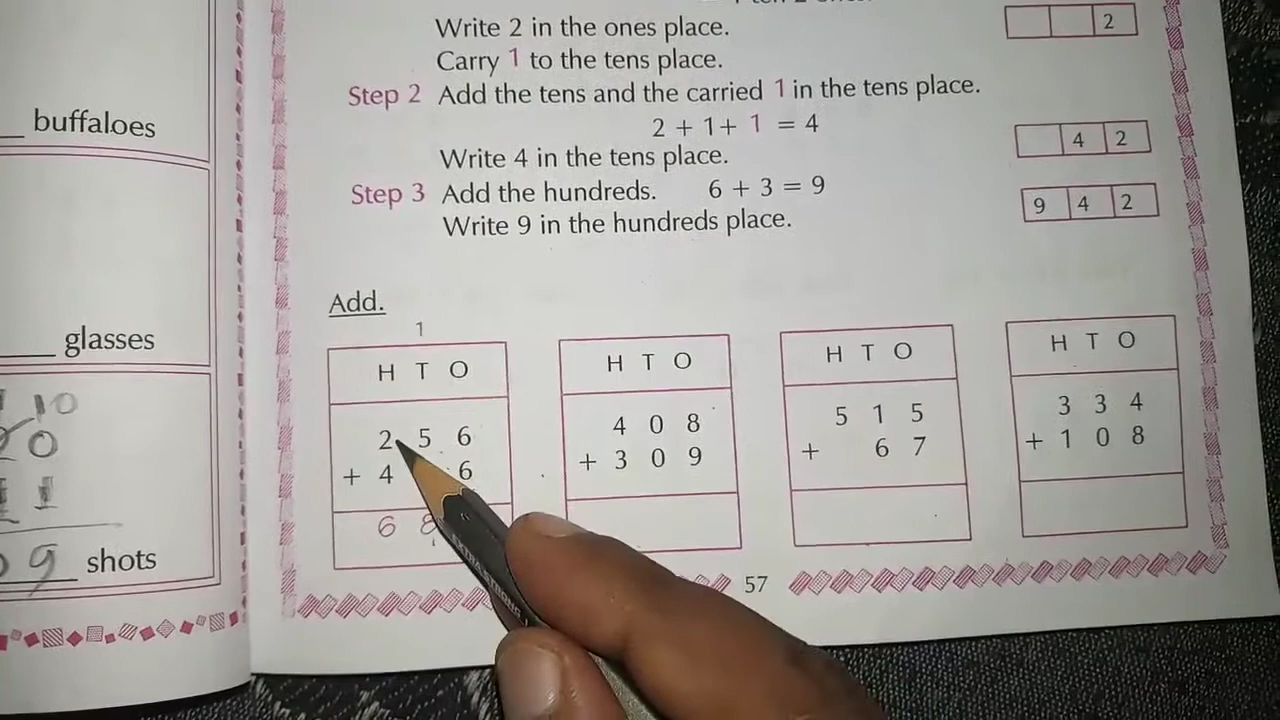 Write 2 in the ones place.
2
Carry 1 to the tens place.
Step 2 Add the tens and the carried 1 in the tens place.
2 + 1+ 1 = 4
Write 4 in the tens place.
4 2
Step 3 Add the hundreds. 6 + 3 = 9
Write 9 in the hundreds place.
9 4 2
buffaloes
glasses
shots
Add.
1
H T O
2 5 6
+ 4 6
6 8
H T O
4 0 8
+ 3 0 9
H T O
5 1 5
+ 6 7
H T O
3 3 4
+ 1 0 8
57